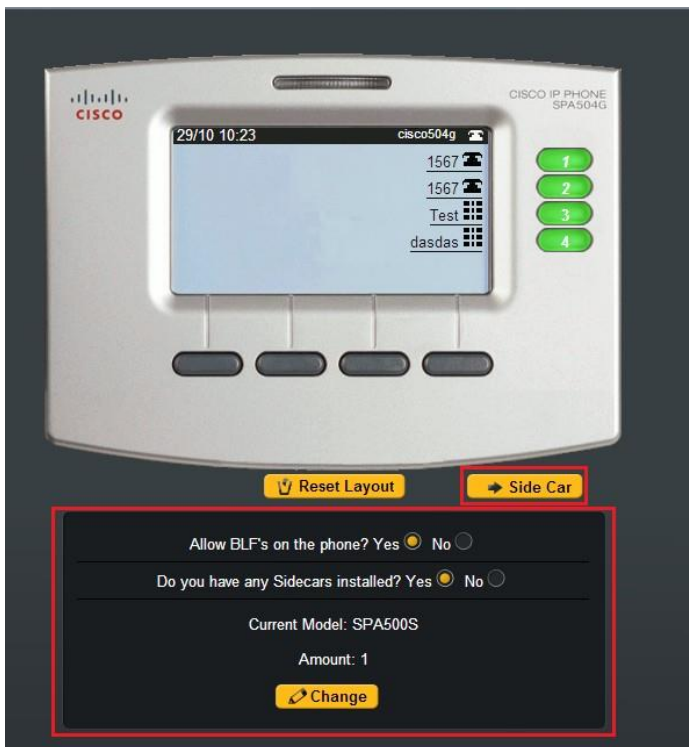 CISCO
CISCO IP PHONE
SPA504G
29/10 10:23 cisco504g
1567
1567
Test
dasdas
1
2
3
4
Reset Layout
Side Car
Allow BLF's on the phone? Yes No
Do you have any Sidecars installed? Yes No
Current Model: SPA500S
Amount: 1
Change